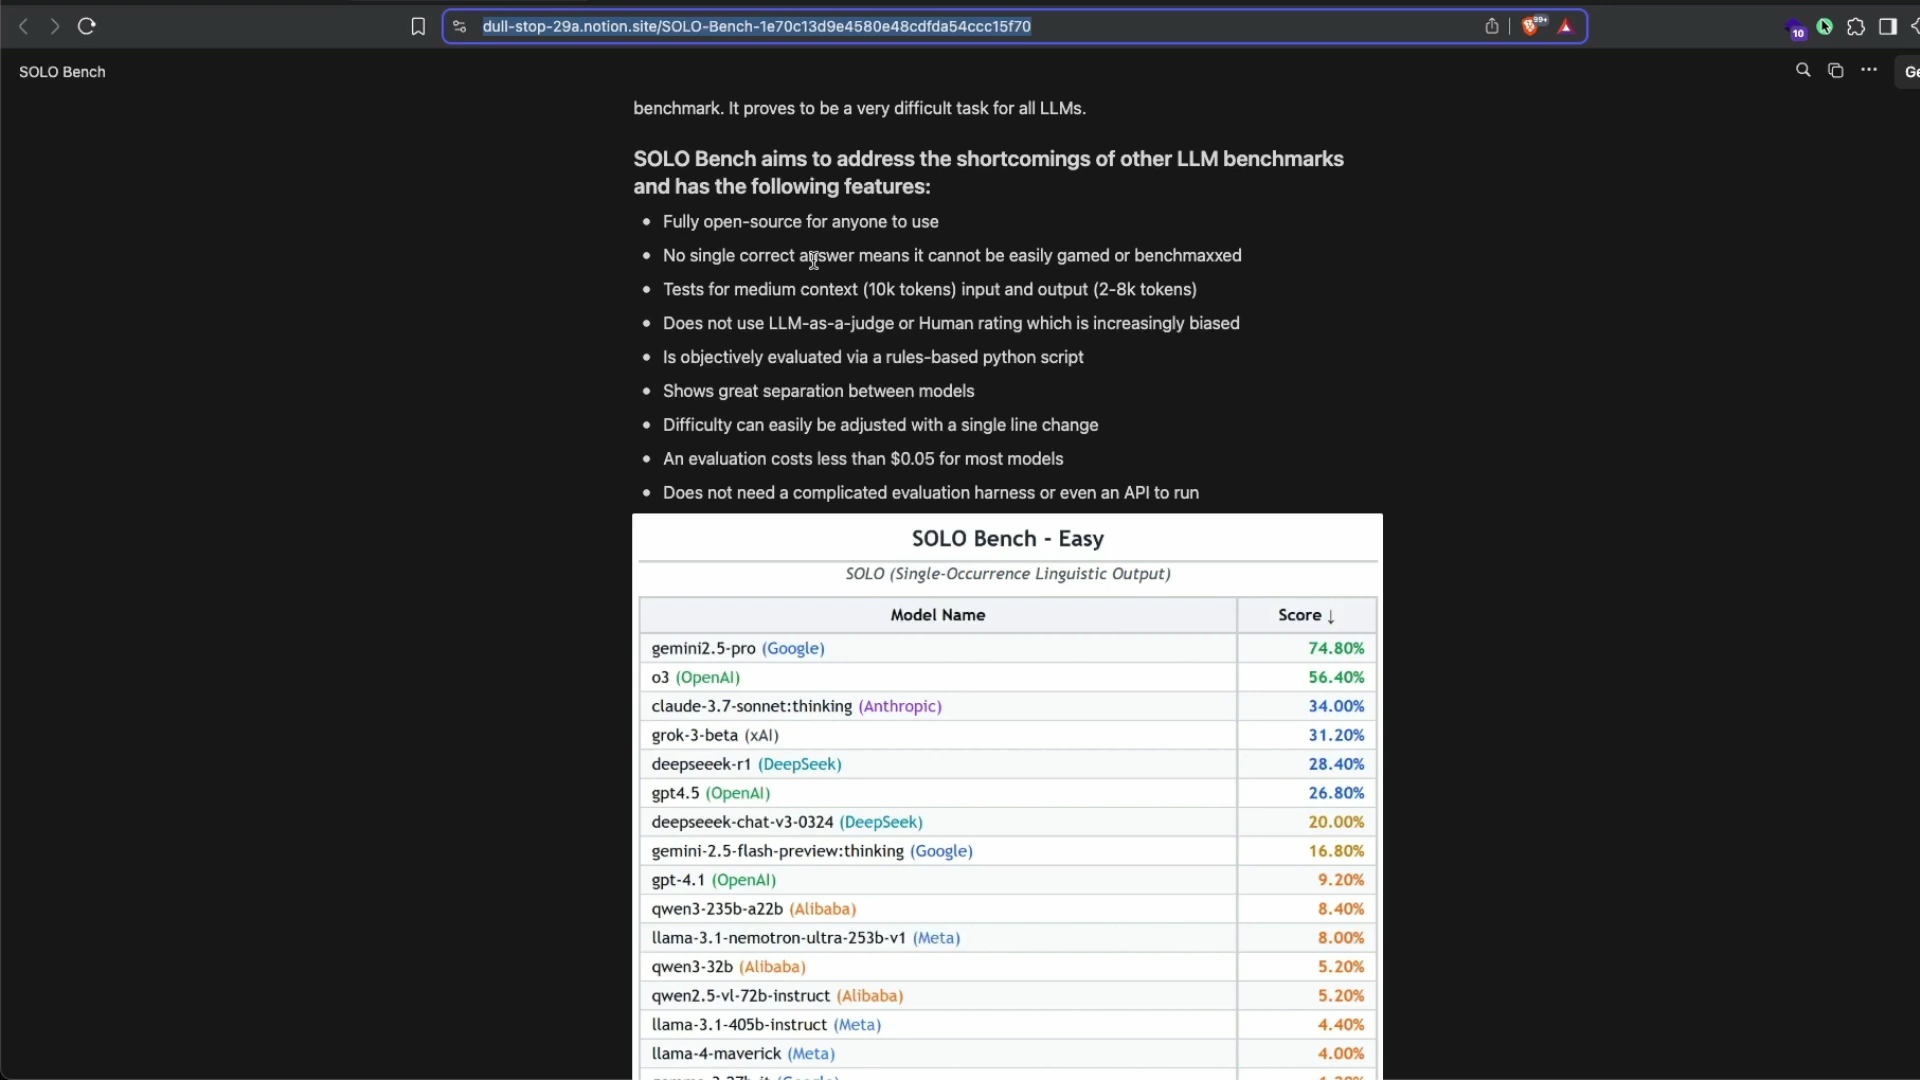 dull-stop-29a.notion.site/SOLO-Bench-1e70c13d9e4580e48cdfda54ccc15f70
99+
10
SOLO Bench
Ge
benchmark. It proves to be a very difficult task for all LLMs.
SOLO Bench aims to address the shortcomings of other LLM benchmarks
and has the following features:
• Fully open-source for anyone to use
• No single correct answer means it cannot be easily gamed or benchmaxxed
• Tests for medium context (10k tokens) input and output (2-8k tokens)
• Does not use LLM-as-a-judge or Human rating which is increasingly biased
• Is objectively evaluated via a rules-based python script
• Shows great separation between models
• Difficulty can easily be adjusted with a single line change
• An evaluation costs less than $0.05 for most models
• Does not need a complicated evaluation harness or even an API to run
SOLO Bench - Easy
SOLO (Single-Occurrence Linguistic Output)
Model Name Score ↓
gemini2.5-pro (Google) 74.80%
o3 (OpenAI) 56.40%
claude-3.7-sonnet:thinking (Anthropic) 34.00%
grok-3-beta (xAI) 31.20%
deepseeek-r1 (DeepSeek) 28.40%
gpt4.5 (OpenAI) 26.80%
deepseeek-chat-v3-0324 (DeepSeek) 20.00%
gemini-2.5-flash-preview:thinking (Google) 16.80%
gpt-4.1 (OpenAI) 9.20%
qwen3-235b-a22b (Alibaba) 8.40%
llama-3.1-nemotron-ultra-253b-v1 (Meta) 8.00%
qwen3-32b (Alibaba) 5.20%
qwen2.5-vl-72b-instruct (Alibaba) 5.20%
llama-3.1-405b-instruct (Meta) 4.40%
llama-4-maverick (Meta) 4.00%